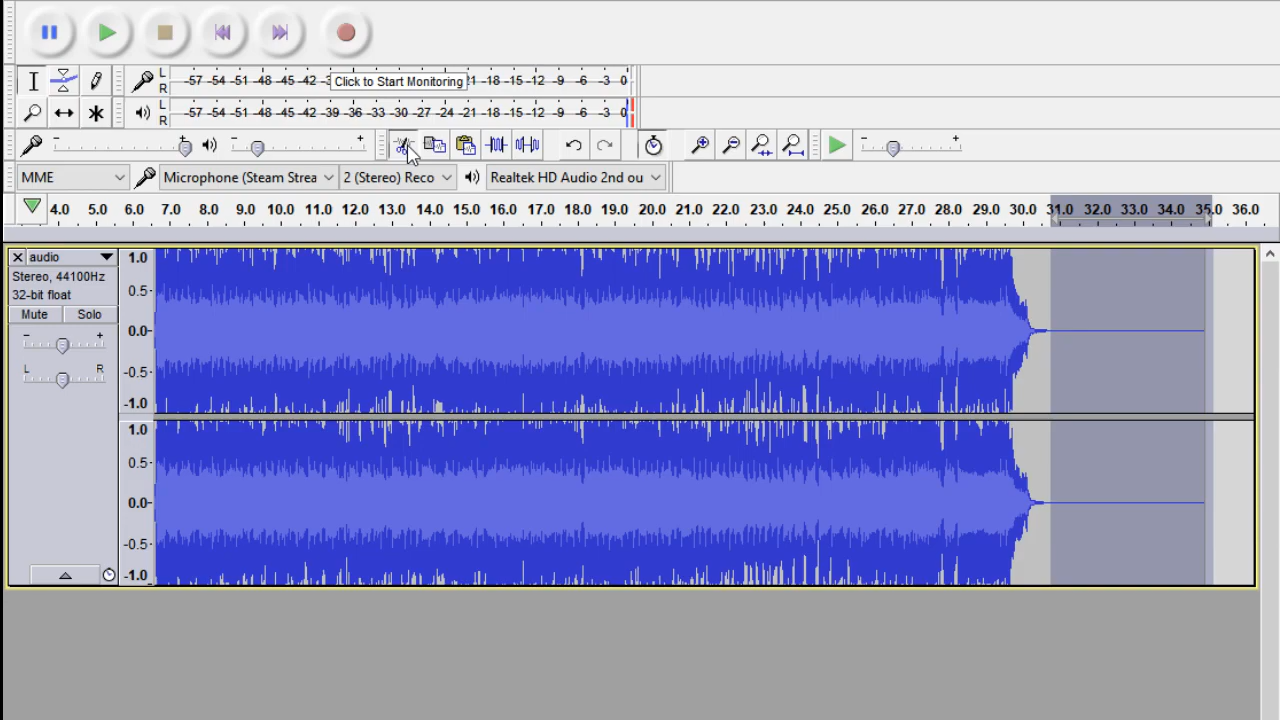 L
R
-57 -54 -51 -48 -45 -42 -3 Click to Start Monitoring 21 -18 -15 -12 -9 -6 -3 0
L
R
-57 -54 -51 -48 -45 -42 -39 -36 -33 -30 -27 -24 -21 -18 -15 -12 -9 -6 -3 0
- + - + - +
MME Microphone (Steam Strea 2 (Stereo) Reco Realtek HD Audio 2nd ou
4.0 5.0 6.0 7.0 8.0 9.0 10.0 11.0 12.0 13.0 14.0 15.0 16.0 17.0 18.0 19.0 20.0 21.0 22.0 23.0 24.0 25.0 26.0 27.0 28.0 29.0 30.0 31.0 32.0 33.0 34.0 35.0 36.0
audio
Stereo, 44100Hz
32-bit float
Mute Solo
- +
L R
1.0
0.5
0.0
-0.5
-1.0
1.0
0.5
0.0
-0.5
-1.0